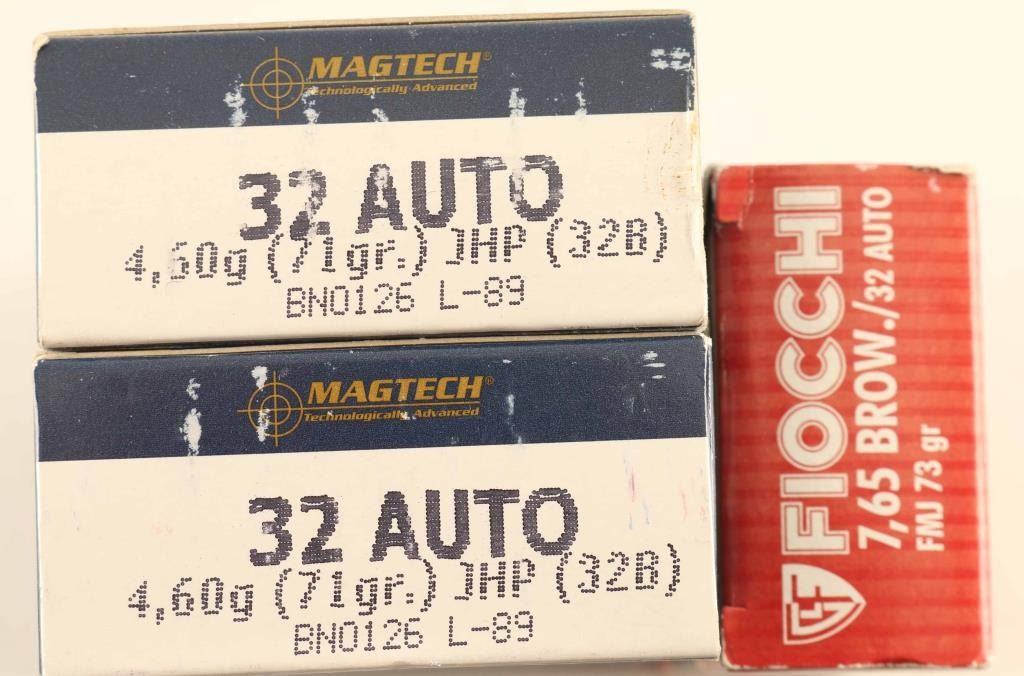 MAGTECH®
Technologically Advanced
32 AUTO
4,60g (71gr.) JHP (32B)
BN0126 L-89
MAGTECH®
Technologically Advanced
32 AUTO
4,60g (71gr.) JHP (32B)
BN0126 L-89
GFL FIOCCHI
7,65 BROW./32 AUTO
FMJ 73 gr